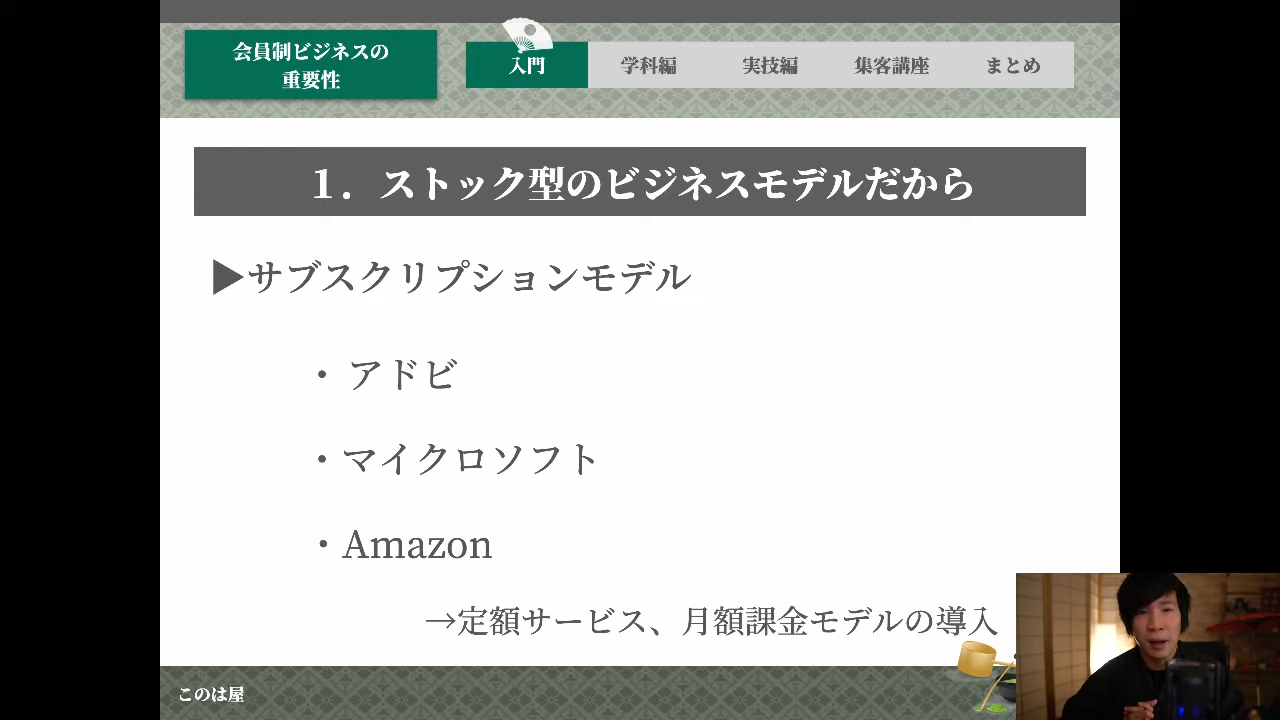 会員制ビジネスの
重要性
入門
学科編
実技編
集客講座
まとめ
１．ストック型のビジネスモデルだから
▶サブスクリプションモデル
・アドビ
・マイクロソフト
・Amazon
→定額サービス、月額課金モデルの導入
このは屋